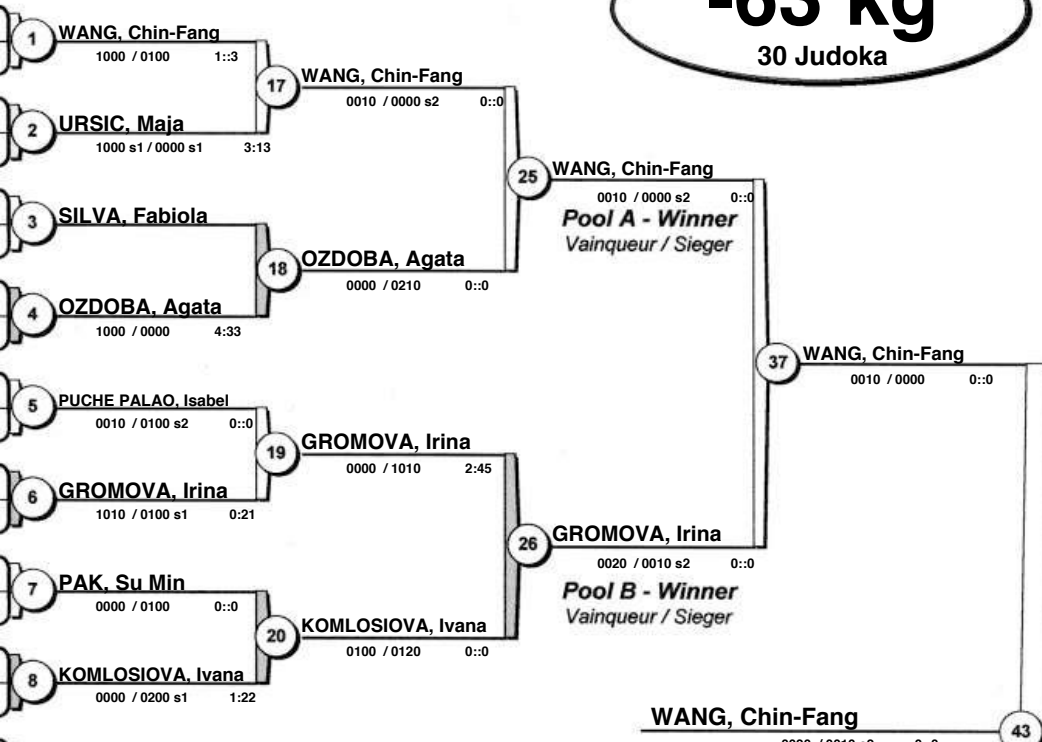 -63 kg
30 Judoka
1 WANG, Chin-Fang
1000 / 0100 1::3
17 WANG, Chin-Fang
0010 / 0000 s2 0::0
2 URSIC, Maja
1000 s1 / 0000 s1 3:13
25 WANG, Chin-Fang
0010 / 0000 s2 0::0
Pool A - Winner
Vainqueur / Sieger
3 SILVA, Fabiola
18 OZDOBA, Agata
0000 / 0210 0::0
4 OZDOBA, Agata
1000 / 0000 4:33
37 WANG, Chin-Fang
0010 / 0000 0::0
5 PUCHE PALAO, Isabel
0010 / 0100 s2 0::0
19 GROMOVA, Irina
0000 / 1010 2:45
6 GROMOVA, Irina
1010 / 0100 s1 0:21
26 GROMOVA, Irina
0020 / 0010 s2 0::0
Pool B - Winner
Vainqueur / Sieger
7 PAK, Su Min
0000 / 0100 0::0
20 KOMLOSIOVA, Ivana
0100 / 0120 0::0
8 KOMLOSIOVA, Ivana
0000 / 0200 s1 1:22
WANG, Chin-Fang
43